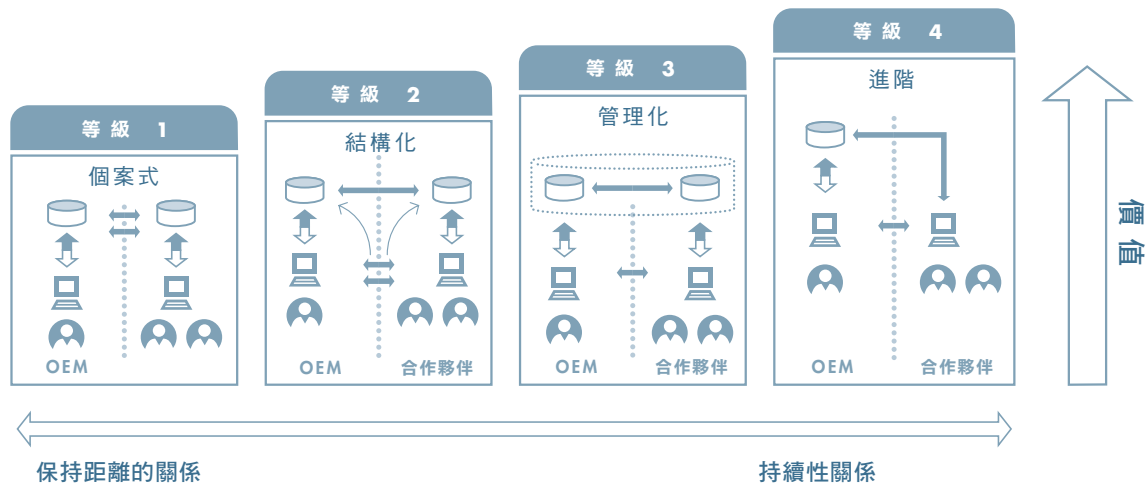 等級 1
個案式
OEM
等級 2
結構化
OEM 合作夥伴
等級 3
管理化
OEM 合作夥伴
等級 4
進階
OEM 合作夥伴
價值
保持距離的關係
持續性關係